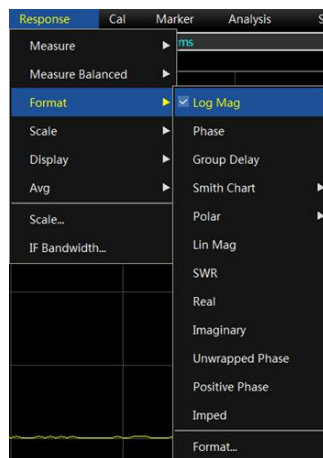 Response Cal Marker Analysis S
ms
Measure
Measure Balanced
Format
Scale
Display
Avg
Scale...
IF Bandwidth...
Log Mag
Phase
Group Delay
Smith Chart
Polar
Lin Mag
SWR
Real
Imaginary
Unwrapped Phase
Positive Phase
Imped
Format...